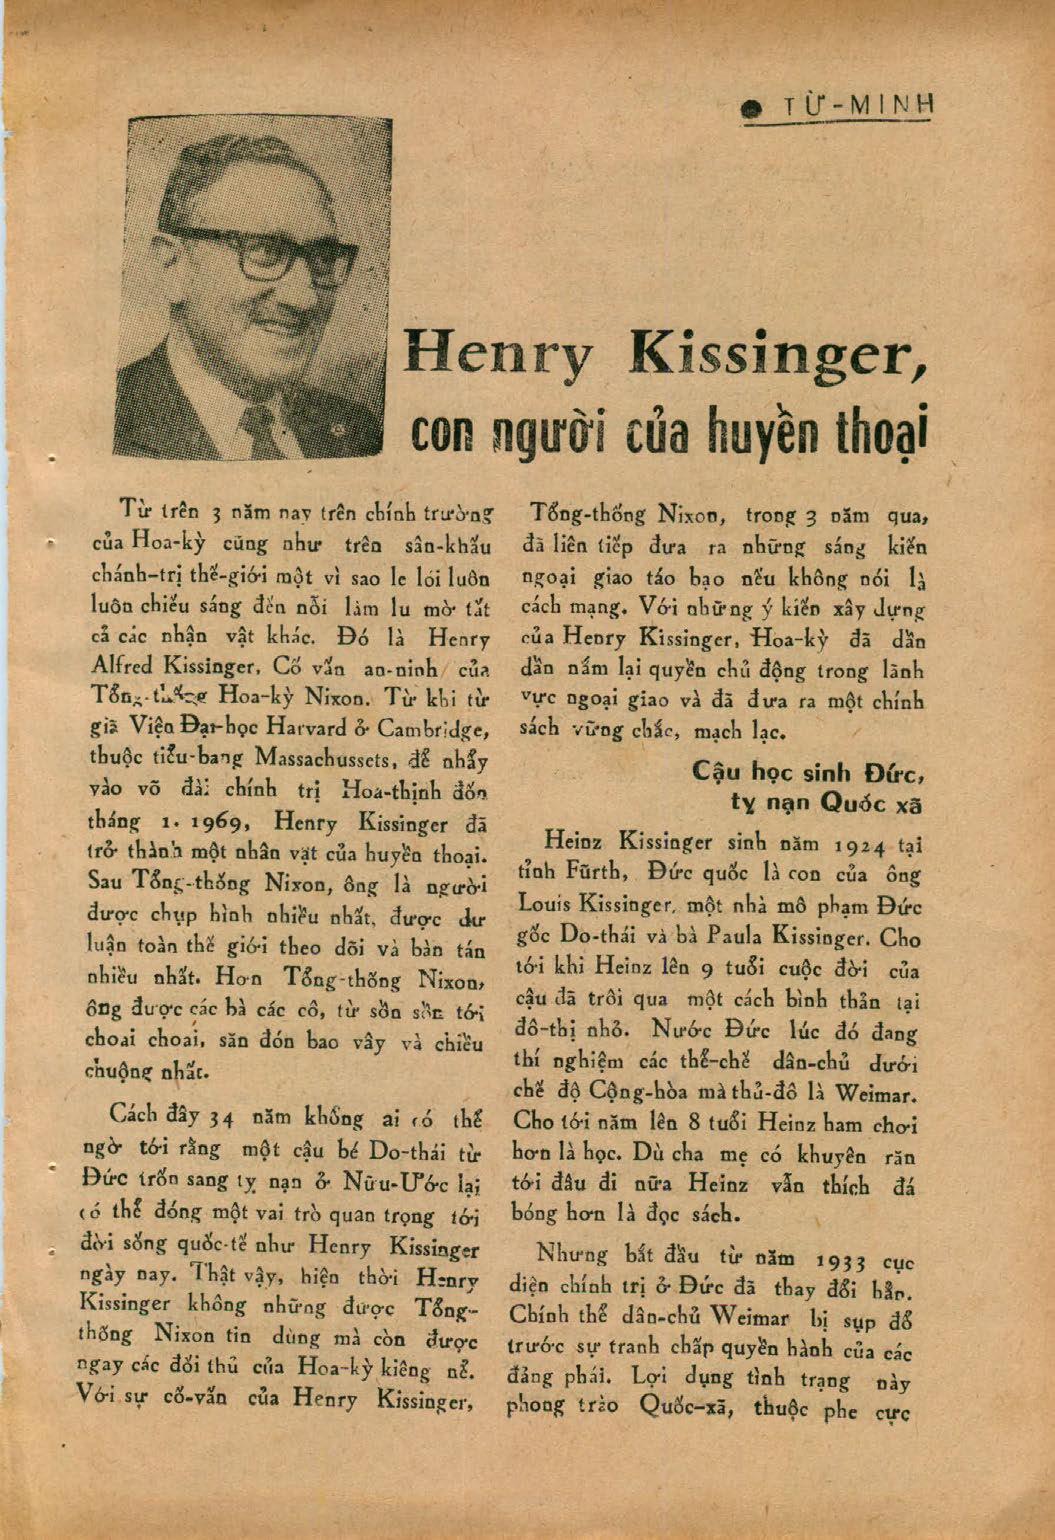 ● TỪ-MINH
Henry Kissinger,
con người của huyền thoại
Từ trên 3 năm nay trên chính trường
của Hoa-kỳ cũng như trên sân-khấu
chánh-trị thế-giới một vì sao le lói luôn
luôn chiếu sáng đến nỗi làm lu mờ tất
cả các nhận vật khác. Đó là Henry
Alfred Kissinger, Cố vấn an-ninh của
Tổng-thống Hoa-kỳ Nixon. Từ khi từ
giã Viện Đại-học Harvard ở Cambridge,
thuộc tiểu-bang Massachussets, để nhẩy
vào võ đài chính trị Hoa-thịnh đốn
tháng 1. 1969, Henry Kissinger đã
trở thành một nhân vật của huyền thoại.
Sau Tổng-thống Nixon, ông là người
được chụp hình nhiều nhất, được dư
luận toàn thế giới theo dõi và bàn tán
nhiều nhất. Hơn Tổng-thống Nixon,
ông được các bà các cô, từ sồn sồn tới
choai choai, săn đón bao vây và chiều
chuộng nhất.
Cách đây 34 năm khổng ai có thể
ngờ tới rằng một cậu bé Do-thái từ
Đức trốn sang tỵ nạn ở Nữu-Ước lại
có thể đóng một vai trò quan trọng tới
đời sống quốc-tế như Henry Kissinger
ngày nay. Thật vậy, hiện thời Henry
Kissinger không những được Tổng-
thống Nixon tin dùng mà còn được
ngay các đối thủ của Hoa-kỳ kiêng nể.
Với sự cố-vấn của Henry Kissinger,
Tổng-thống Nixon, trong 3 năm qua,
đã liên tiếp đưa ra những sáng kiến
ngoại giao táo bạo nếu không nói là
cách mạng. Với những ý kiến xây dựng
của Henry Kissinger, Hoa-kỳ đã dần
dần nắm lại quyền chủ động trong lãnh
vực ngoại giao và đã đưa ra một chính
sách vững chắc, mạch lạc.
Cậu học sinh Đức,
tỵ nạn Quốc xã
Heinz Kissinger sinh năm 1924 tại
tỉnh Fürth, Đức quốc là con của ông
Louis Kissinger, một nhà mô phạm Đức
gốc Do-thái và bà Paula Kissinger. Cho
tới khi Heinz lên 9 tuổi cuộc đời của
cậu đã trôi qua một cách bình thản tại
đô-thị nhỏ. Nước Đức lúc đó đang
thí nghiệm các thể-chế dân-chủ dưới
chế độ Cộng-hòa mà thủ-đô là Weimar.
Cho tới năm lên 8 tuổi Heinz ham chơi
hơn là học. Dù cha mẹ có khuyên răn
tới đâu đi nữa Heinz vẫn thích đá
bóng hơn là đọc sách.
Nhưng bắt đầu từ năm 1933 cục
diện chính trị ở Đức đã thay đổi hẳn.
Chính thể dân-chủ Weimar bị sụp đổ
trước sự tranh chấp quyền hành của các
đảng phái. Lợi dụng tình trạng này
phong trào Quốc-xã, thuộc phe cực